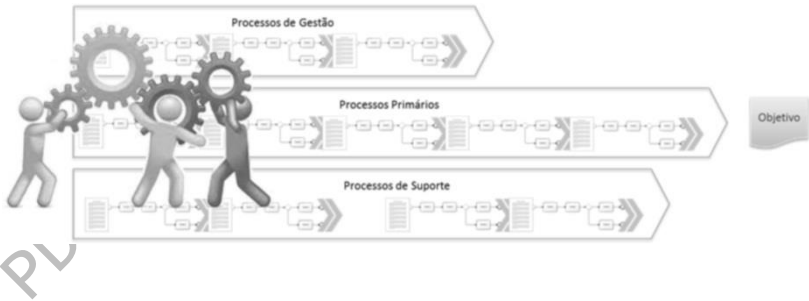 Processos de Gestão
Processos Primários
Objetivo
Processos de Suporte